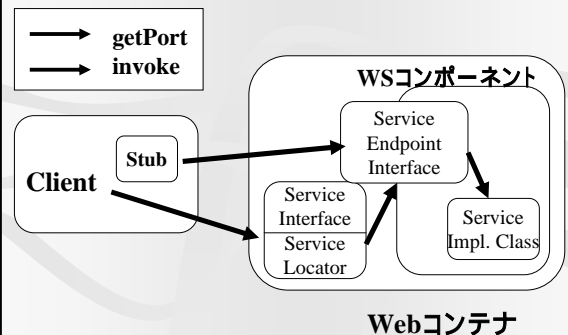 getPort
invoke
WSコンポーネント
Service
Endpoint
Interface
Stub
Client
Service
Interface
Service
Locator
Service
Impl. Class
Webコンテナ